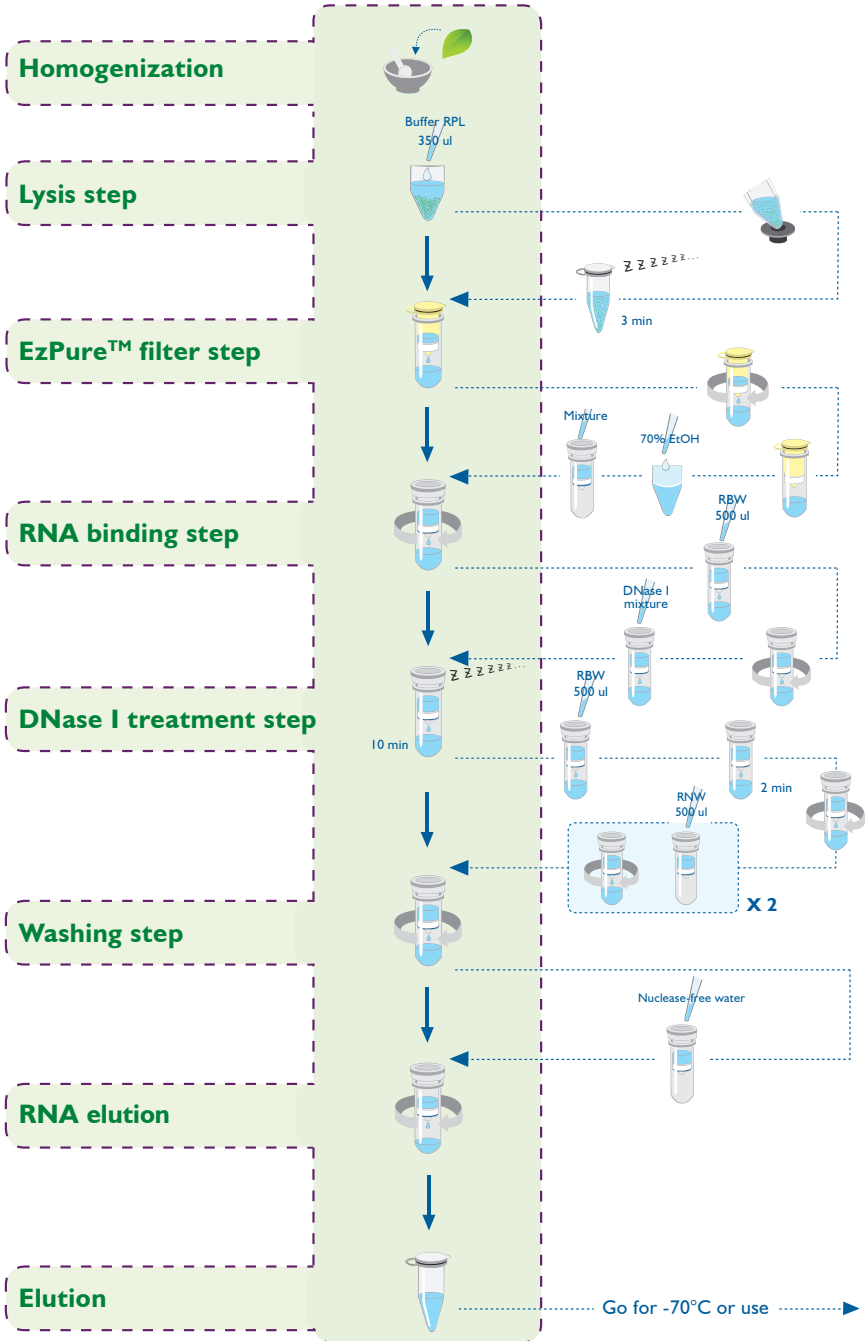 Homogenization
Buffer RPL
350 ul
Lysis step
z z z z z z...
3 min
EzPure™ filter step
Mixture
70% EtOH
RBW
500 ul
RNA binding step
DNase I
mixture
z z z z z z...
RBW
500 ul
DNase I treatment step
10 min
2 min
RNW
500 ul
X 2
Washing step
Nuclease-free water
RNA elution
Elution
Go for -70°C or use